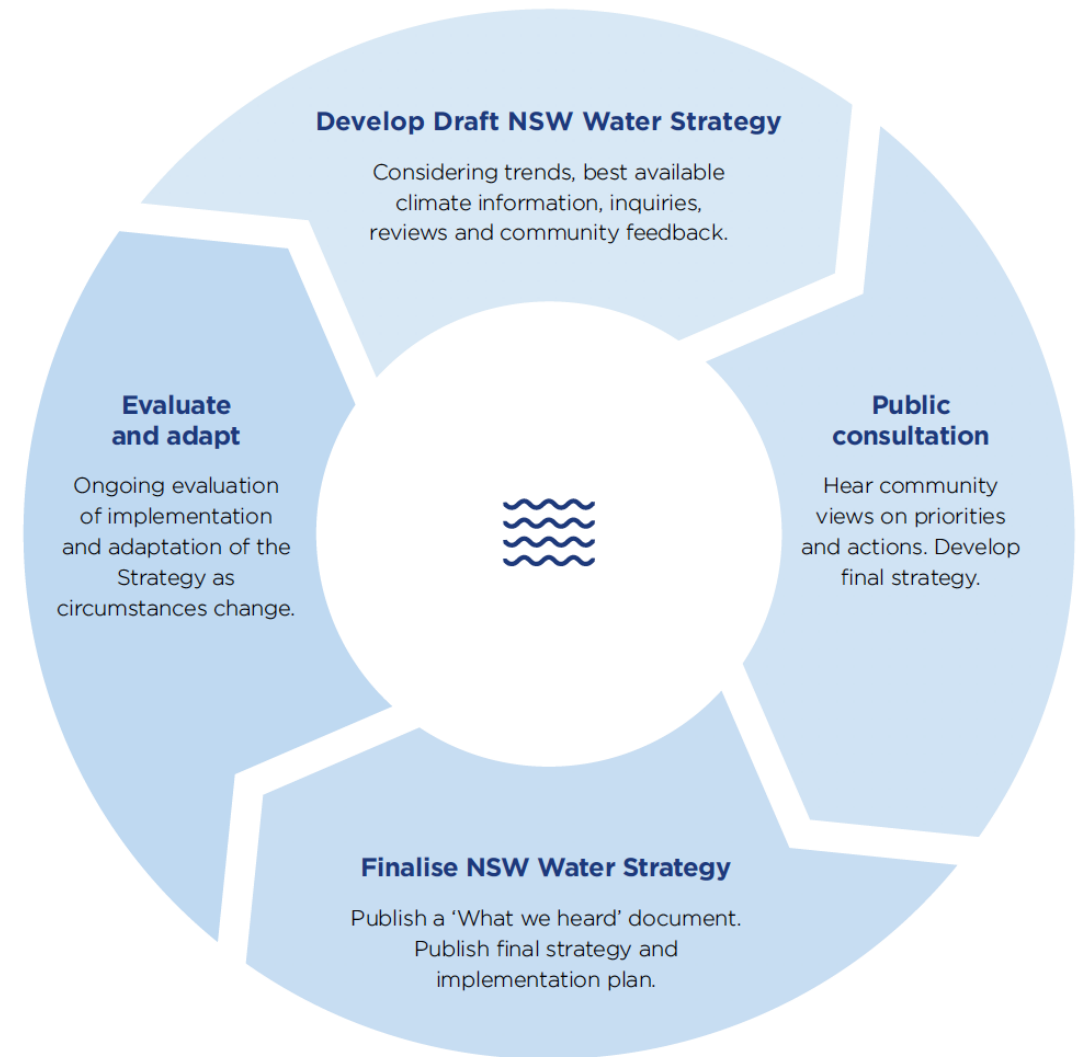 Develop Draft NSW Water Strategy
Considering trends, best available
climate information, inquiries,
reviews and community feedback.
Public
consultation
Hear community
views on priorities
and actions. Develop
final strategy.
Finalise NSW Water Strategy
Publish a ‘What we heard’ document.
Publish final strategy and
implementation plan.
Evaluate
and adapt
Ongoing evaluation
of implementation
and adaptation of the
Strategy as
circumstances change.